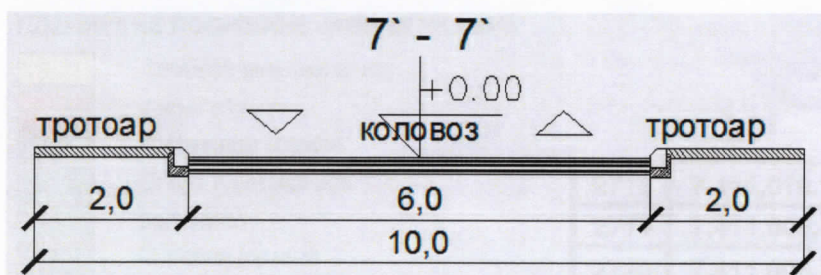 7` - 7`
+0.00
тротоар коловоз тротоар
2,0 6,0 2,0
10,0